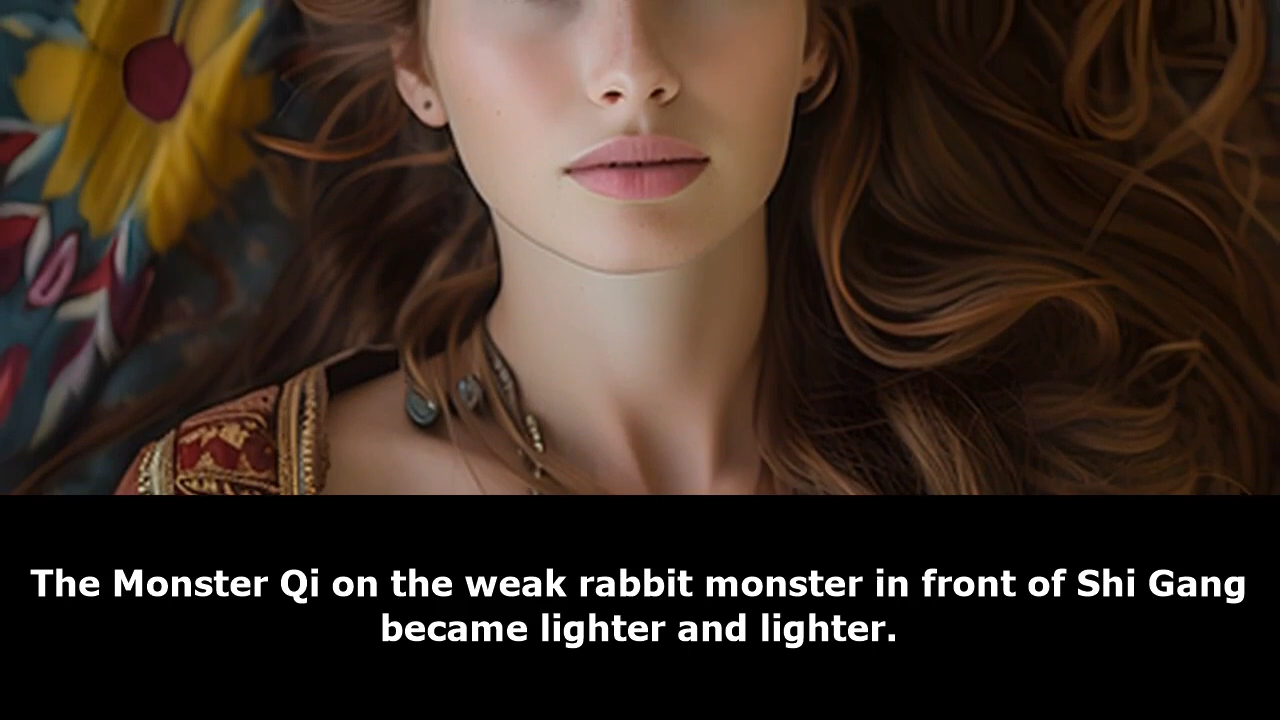 The Monster Qi on the weak rabbit monster in front of Shi Gang
became lighter and lighter.